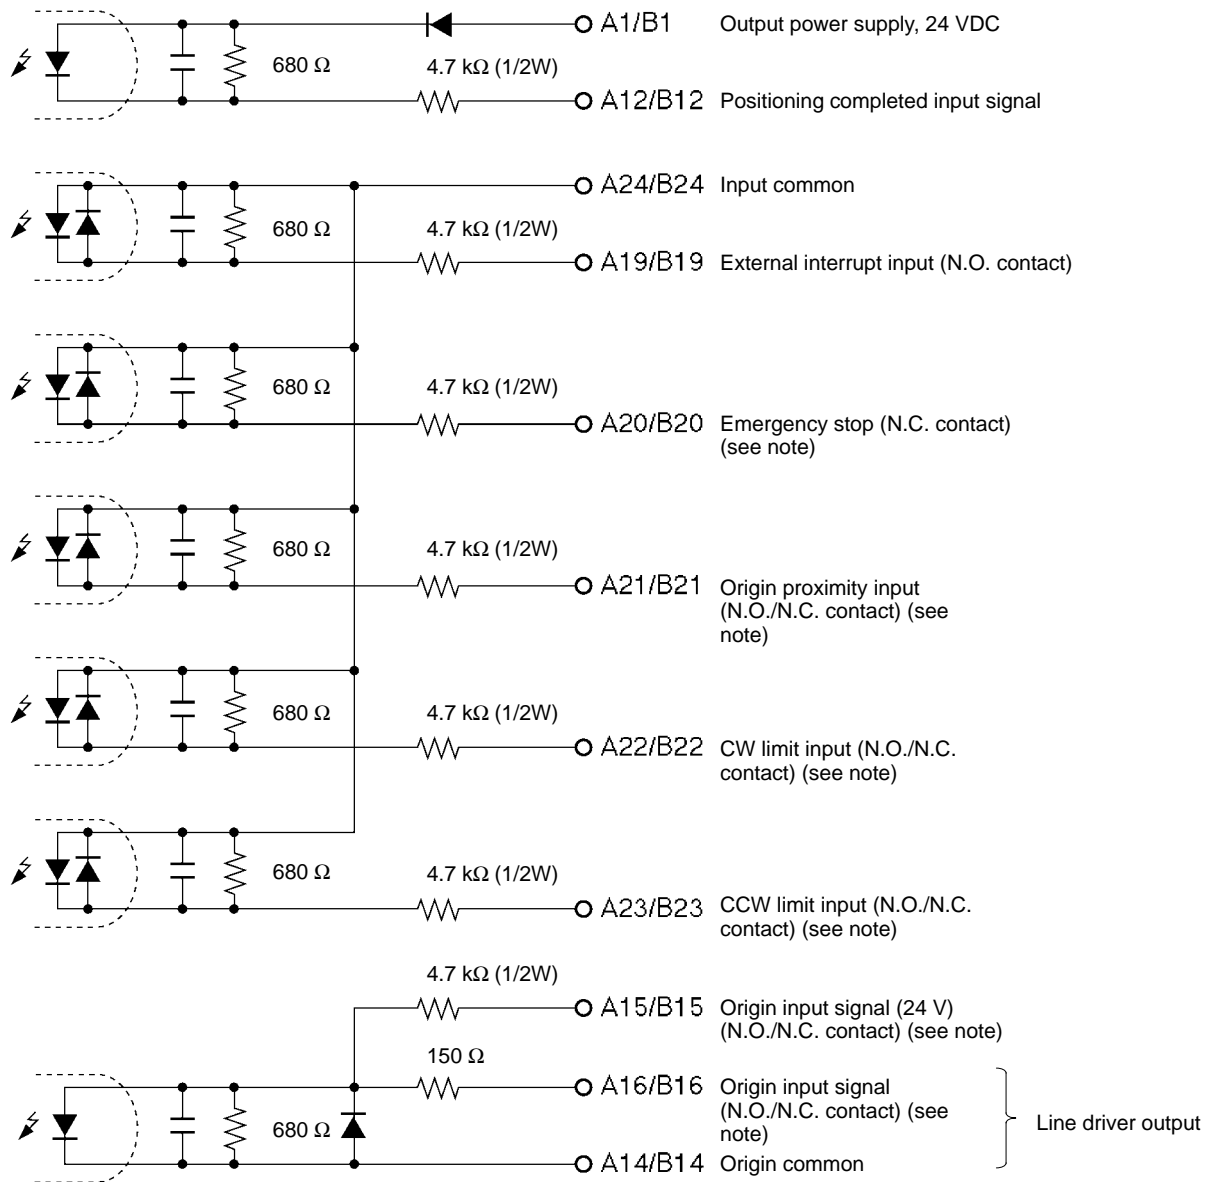 A1/B1 Output power supply, 24 VDC
680 Ω 4.7 kΩ (1/2W)
A12/B12 Positioning completed input signal
A24/B24 Input common
680 Ω 4.7 kΩ (1/2W)
A19/B19 External interrupt input (N.O. contact)
680 Ω 4.7 kΩ (1/2W)
A20/B20 Emergency stop (N.C. contact)
(see note)
680 Ω 4.7 kΩ (1/2W)
A21/B21 Origin proximity input
(N.O./N.C. contact) (see
note)
680 Ω 4.7 kΩ (1/2W)
A22/B22 CW limit input (N.O./N.C.
contact) (see note)
680 Ω 4.7 kΩ (1/2W)
A23/B23 CCW limit input (N.O./N.C.
contact) (see note)
4.7 kΩ (1/2W)
A15/B15 Origin input signal (24 V)
(N.O./N.C. contact) (see note)
150 Ω
A16/B16 Origin input signal
(N.O./N.C. contact) (see
note)
Line driver output
680 Ω
A14/B14 Origin common